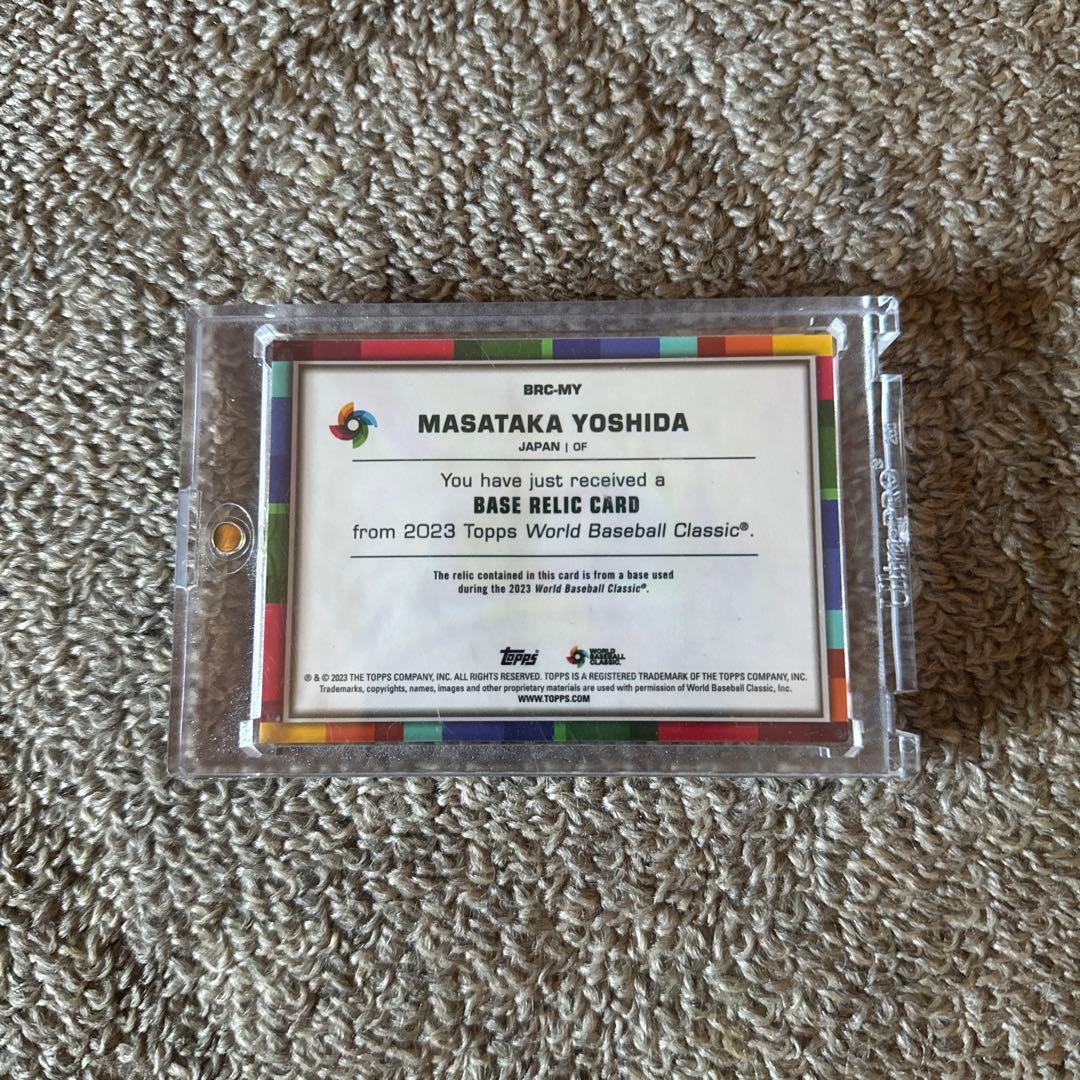 BRC-MY
MASATAKA YOSHIDA
JAPAN | OF
You have just received a
BASE RELIC CARD
from 2023 Topps World Baseball Classic®.
The relic contained in this card is from a base used
during the 2023 World Baseball Classic®.
Topps
WORLD
BASEBALL
CLASSIC
® & © 2023 THE TOPPS COMPANY, INC. ALL RIGHTS RESERVED. TOPPS IS A REGISTERED TRADEMARK OF THE TOPPS COMPANY, INC.
Trademarks, copyrights, names, images and other proprietary materials are used with permission of World Baseball Classic, Inc.
WWW.TOPPS.COM